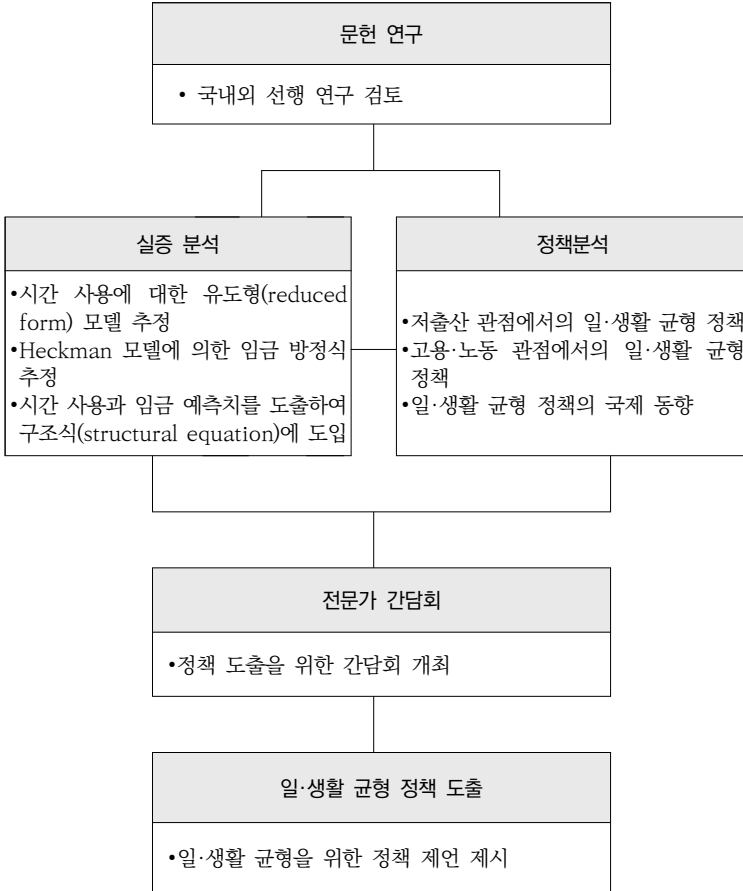 문헌 연구
• 국내외 선행 연구 검토
실증 분석
•시간 사용에 대한 유도형(reduced
form) 모델 추정
•Heckman 모델에 의한 임금 방정식
추정
•시간 사용과 임금 예측치를 도출하여
구조식(structural equation)에 도입
정책분석
•저출산 관점에서의 일·생활 균형 정책
•고용·노동 관점에서의 일·생활 균형
정책
•일·생활 균형 정책의 국제 동향
전문가 간담회
•정책 도출을 위한 간담회 개최
일·생활 균형 정책 도출
•일·생활 균형을 위한 정책 제언 제시